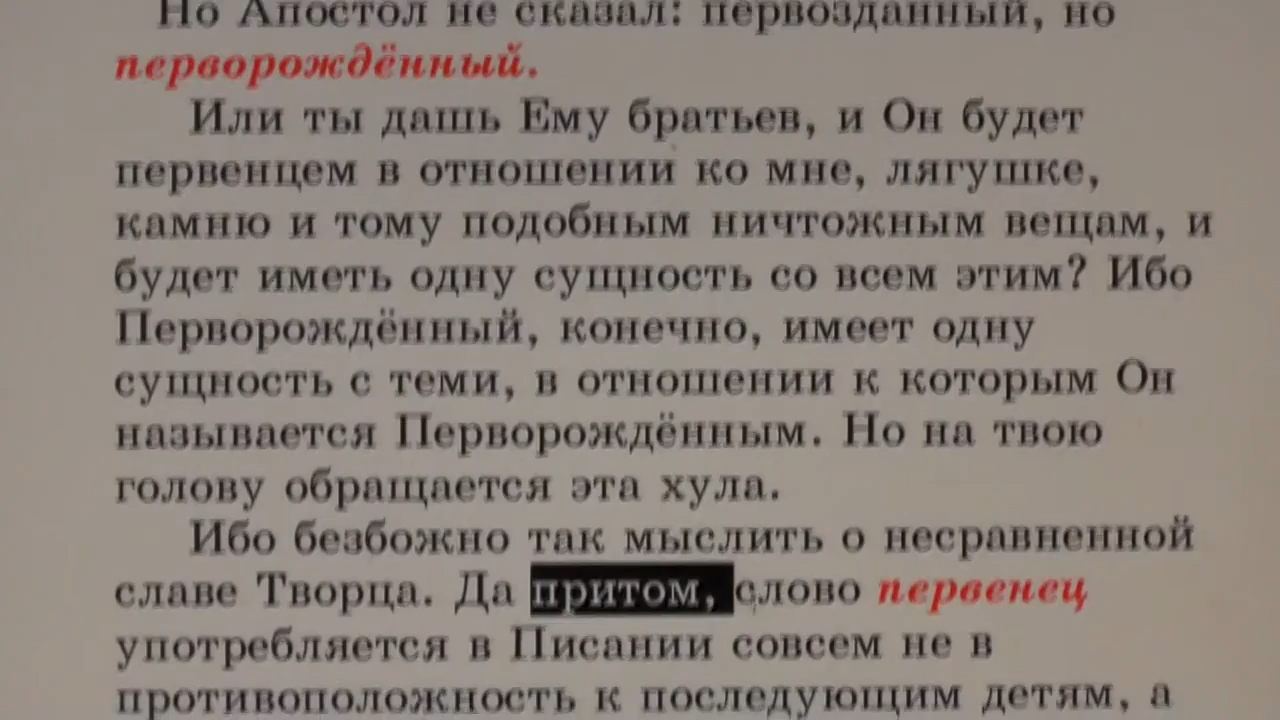 Но Апостол не сказал: первозданный, но
перворождённый.
Или ты дашь Ему братьев, и Он будет
первенцем в отношении ко мне, лягушке,
камню и тому подобным ничтожным вещам, и
будет иметь одну сущность со всем этим? Ибо
Перворождённый, конечно, имеет одну
сущность с теми, в отношении к которым Он
называется Перворождённым. Но на твою
голову обращается эта хула.
Ибо безбожно так мыслить о несравненной
славе Творца. Да притом, слово первенец
употребляется в Писании совсем не в
противоположность к последующим детям, а